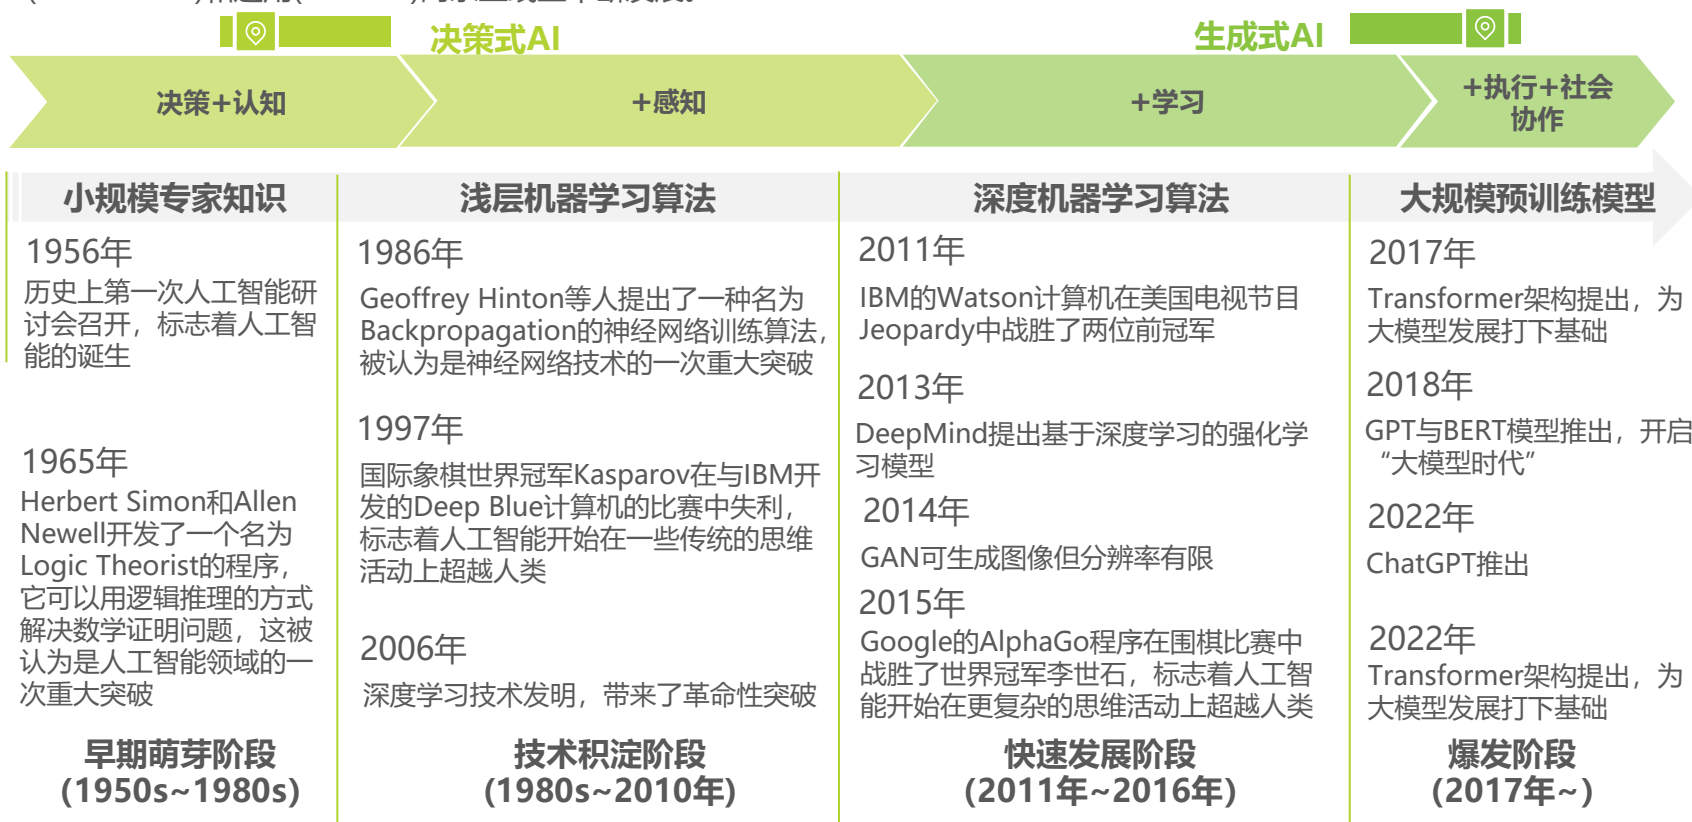 决策式AI
生成式AI
决策+认知
+感知
+学习
+执行+社会
协作
小规模专家知识
浅层机器学习算法
深度机器学习算法
大规模预训练模型
1956年
历史上第一次人工智能研
讨会召开，标志着人工智
能的诞生
1965年
Herbert Simon和Allen
Newell开发了一个名为
Logic Theorist的程序，
它可以用逻辑推理的方式
解决数学证明问题，这被
认为是人工智能领域的一
次重大突破
早期萌芽阶段
(1950s~1980s)
1986年
Geoffrey Hinton等人提出了一种名为
Backpropagation的神经网络训练算法，
被认为是神经网络技术的一次重大突破
1997年
国际象棋世界冠军Kasparov在与IBM开
发的Deep Blue计算机的比赛中失利，
标志着人工智能开始在一些传统的思维
活动上超越人类
2006年
深度学习技术发明，带来了革命性突破
技术积淀阶段
(1980s~2010年)
2011年
IBM的Watson计算机在美国电视节目
Jeopardy中战胜了两位前冠军
2013年
DeepMind提出基于深度学习的强化学
习模型
2014年
GAN可生成图像但分辨率有限
2015年
Google的AlphaGo程序在围棋比赛中
战胜了世界冠军李世石，标志着人工智
能开始在更复杂的思维活动上超越人类
快速发展阶段
(2011年~2016年)
2017年
Transformer架构提出，为
大模型发展打下基础
2018年
GPT与BERT模型推出，开启
“大模型时代”
2022年
ChatGPT推出
2022年
Transformer架构提出，为
大模型发展打下基础
爆发阶段
(2017年~)